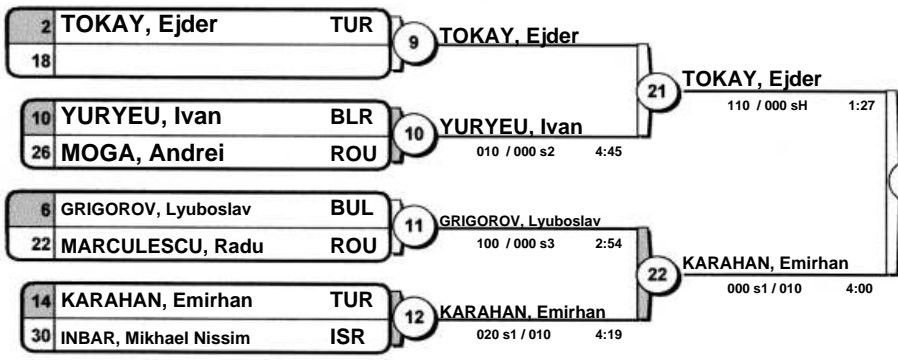 2 TOKAY, Ejder TUR
18
9
TOKAY, Ejder
10 YURYEU, Ivan BLR
26 MOGA, Andrei ROU
10
YURYEU, Ivan
010 / 000 s2 4:45
21
TOKAY, Ejder
110 / 000 sH 1:27
6 GRIGOROV, Lyuboslav BUL
22 MARCULESCU, Radu ROU
11
GRIGOROV, Lyuboslav
100 / 000 s3 2:54
14 KARAHAN, Emirhan TUR
30 INBAR, Mikhael Nissim ISR
12
KARAHAN, Emirhan
020 s1 / 010 4:19
22
KARAHAN, Emirhan
000 s1 / 010 4:00